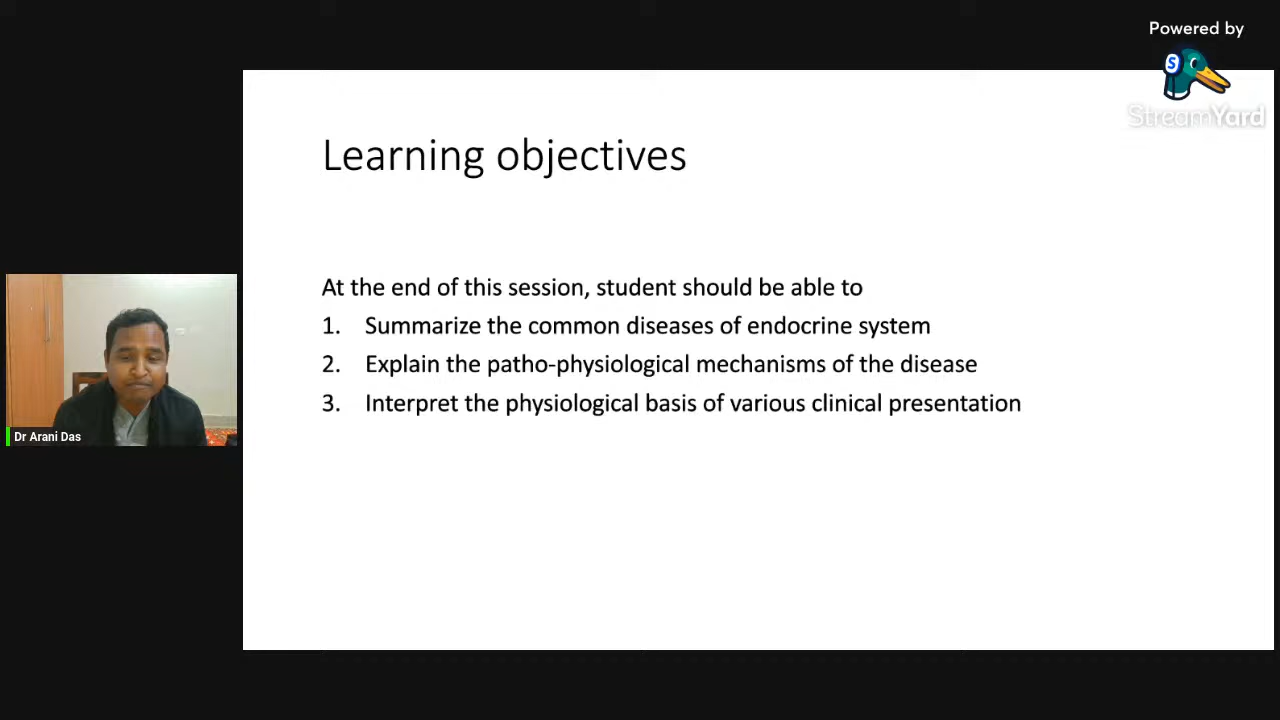 Powered by
S
StreamYard
Learning objectives
At the end of this session, student should be able to
1. Summarize the common diseases of endocrine system
2. Explain the patho-physiological mechanisms of the disease
3. Interpret the physiological basis of various clinical presentation
Dr Arani Das